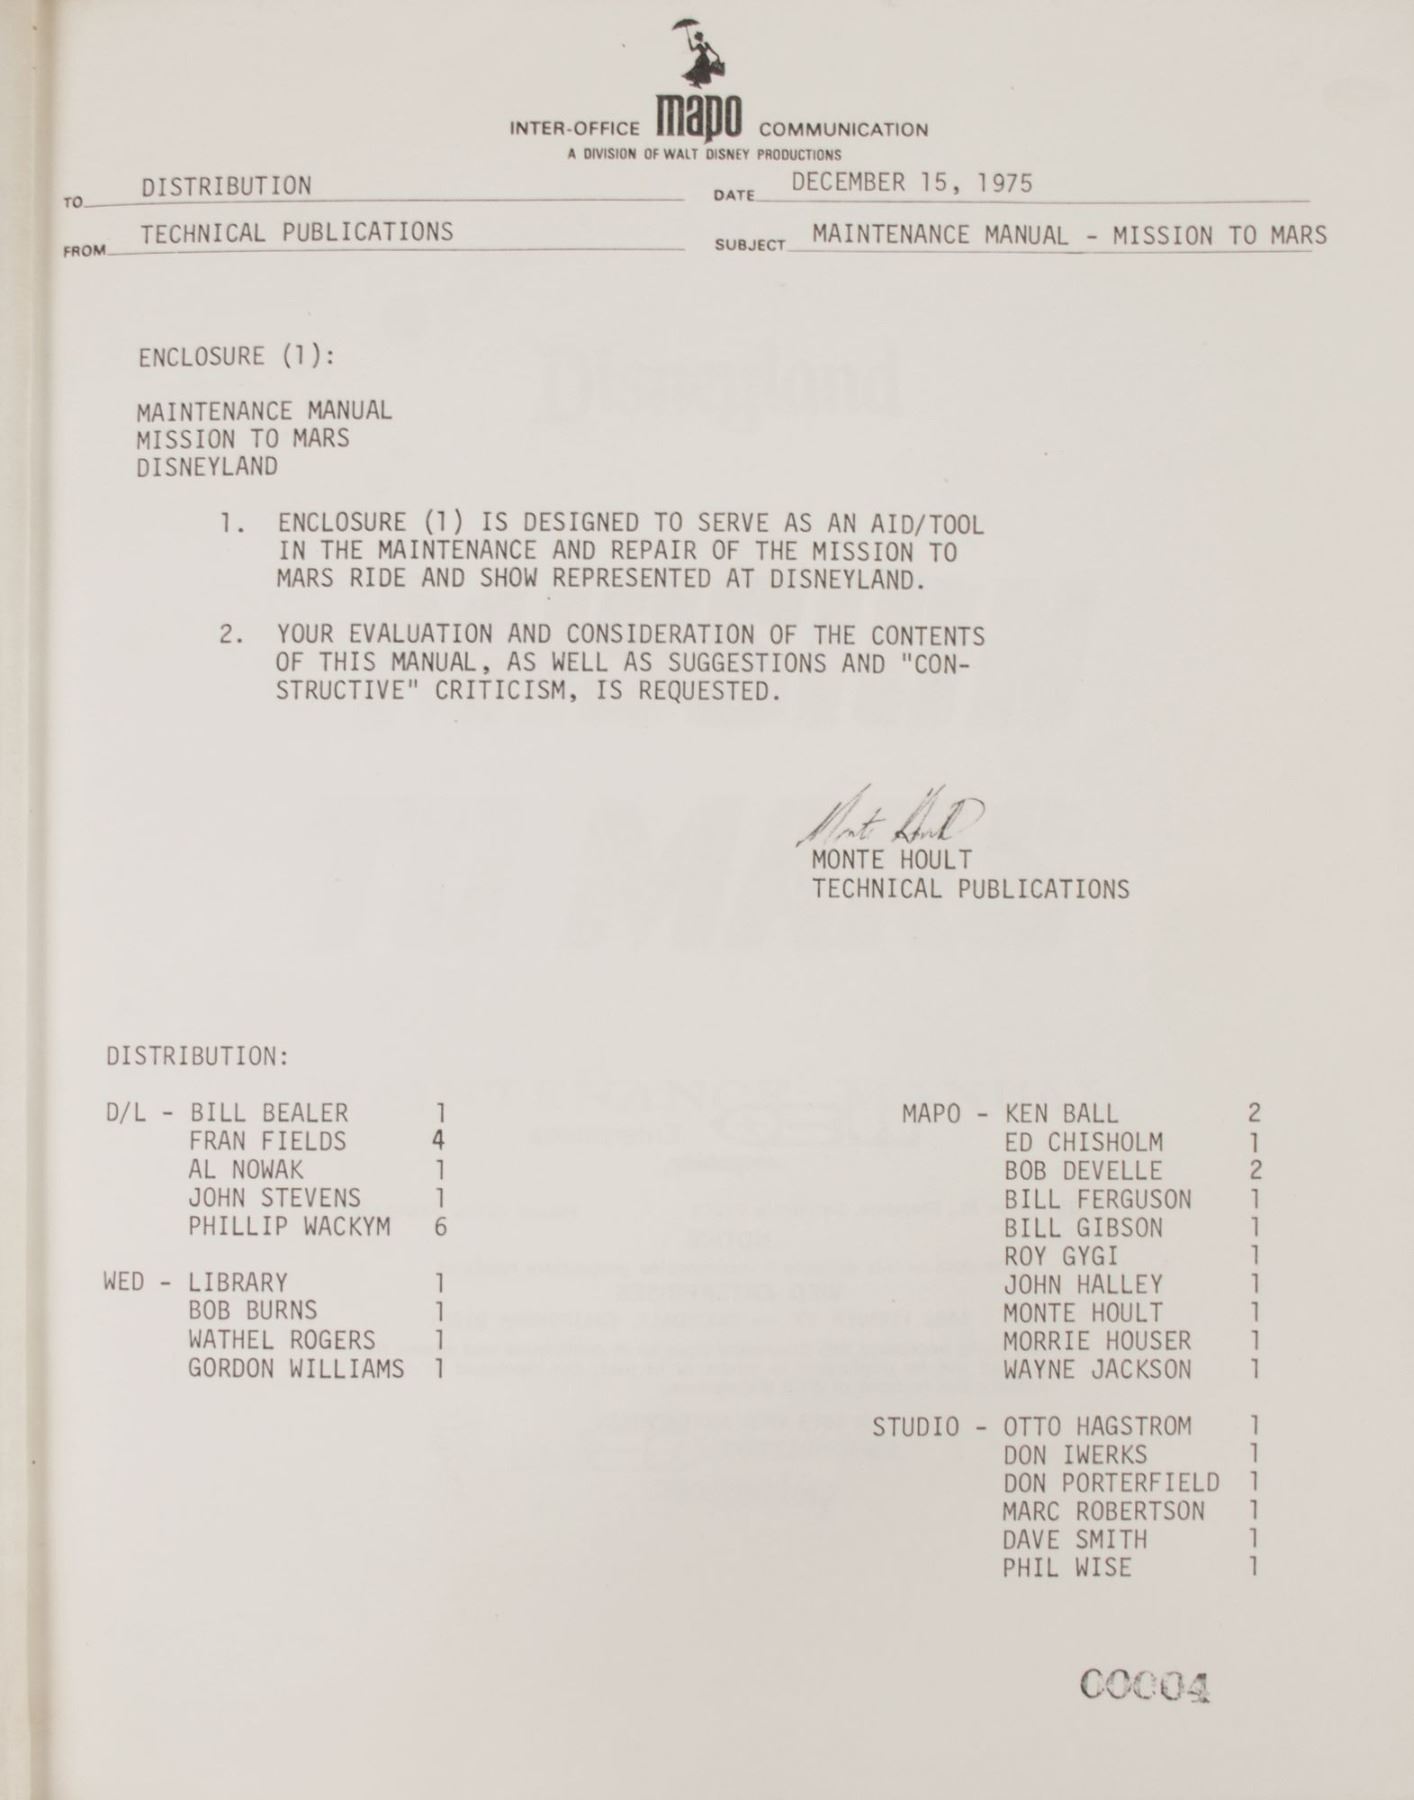 INTER-OFFICE mapo COMMUNICATION
A DIVISION OF WALT DISNEY PRODUCTIONS
TO DISTRIBUTION DATE DECEMBER 15, 1975
FROM TECHNICAL PUBLICATIONS SUBJECT MAINTENANCE MANUAL - MISSION TO MARS
ENCLOSURE (1):
MAINTENANCE MANUAL
MISSION TO MARS
DISNEYLAND
1. ENCLOSURE (1) IS DESIGNED TO SERVE AS AN AID/TOOL
IN THE MAINTENANCE AND REPAIR OF THE MISSION TO
MARS RIDE AND SHOW REPRESENTED AT DISNEYLAND.
2. YOUR EVALUATION AND CONSIDERATION OF THE CONTENTS
OF THIS MANUAL, AS WELL AS SUGGESTIONS AND "CON-
STRUCTIVE" CRITICISM, IS REQUESTED.
Monte Hoult
MONTE HOULT
TECHNICAL PUBLICATIONS
DISTRIBUTION:
D/L - BILL BEALER 1
FRAN FIELDS 4
AL NOWAK 1
JOHN STEVENS 1
PHILLIP WACKYM 6
WED - LIBRARY 1
BOB BURNS 1
WATHEL ROGERS 1
GORDON WILLIAMS 1
MAPO - KEN BALL 2
ED CHISHOLM 1
BOB DEVELLE 2
BILL FERGUSON 1
BILL GIBSON 1
ROY GYGI 1
JOHN HALLEY 1
MONTE HOULT 1
MORRIE HOUSER 1
WAYNE JACKSON 1
STUDIO - OTTO HAGSTROM 1
DON IWERKS 1
DON PORTERFIELD 1
MARC ROBERTSON 1
DAVE SMITH 1
PHIL WISE 1
00004